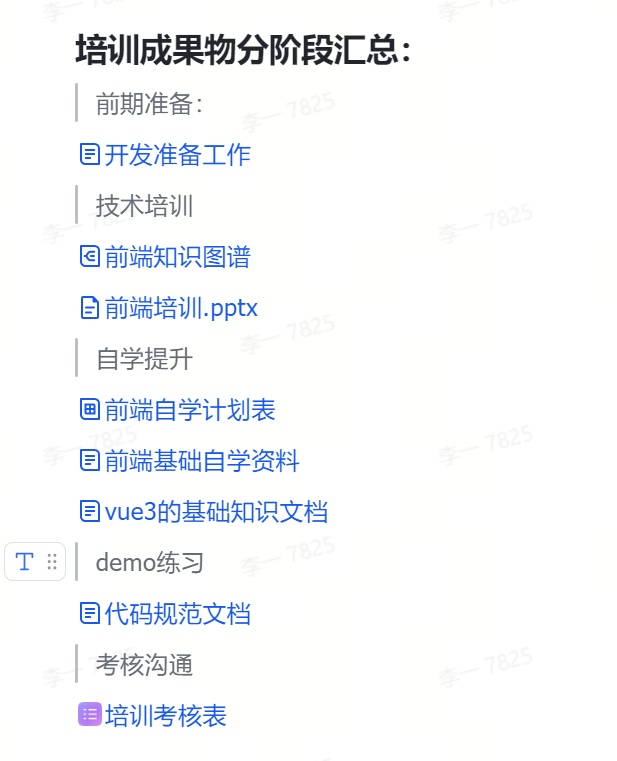 培训成果物分阶段汇总：
前期准备：
开发准备工作
技术培训
前端知识图谱
前端培训.pptx
自学提升
前端自学计划表
前端基础自学资料
vue3的基础知识文档
demo练习
代码规范文档
考核沟通
培训考核表
李一 7825